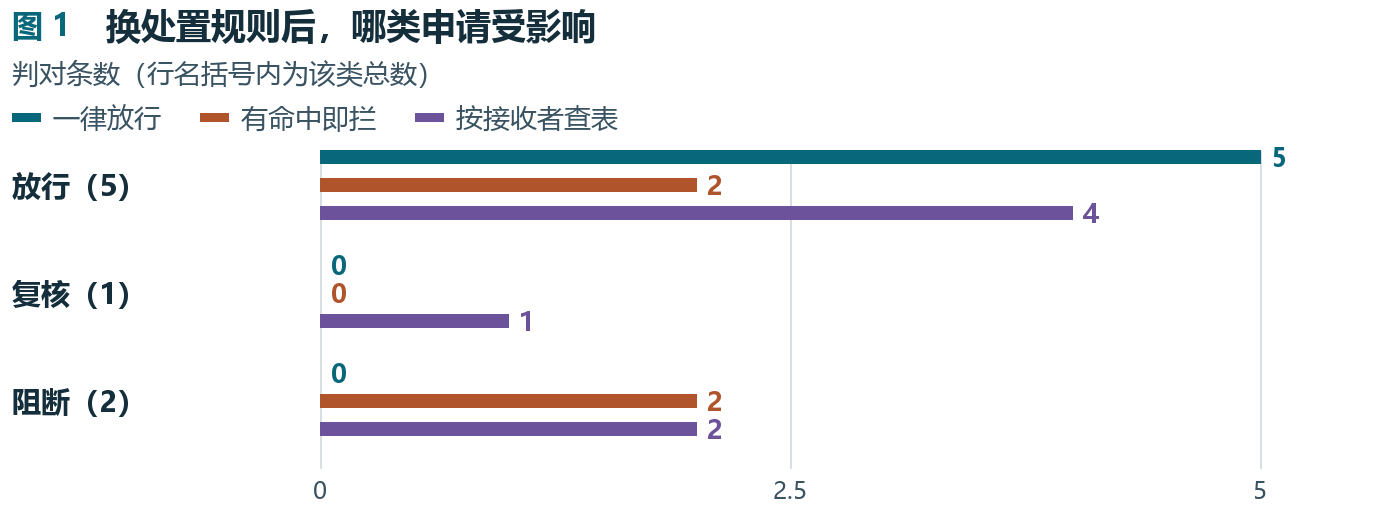 图 1 换处置规则后，哪类申请受影响
判对条数（行名括号内为该类总数）
一律放行 有命中即拦 按接收者查表
放行（5） 5
2
4
复核（1） 0
0
1
阻断（2） 0
2
2
0 2.5 5